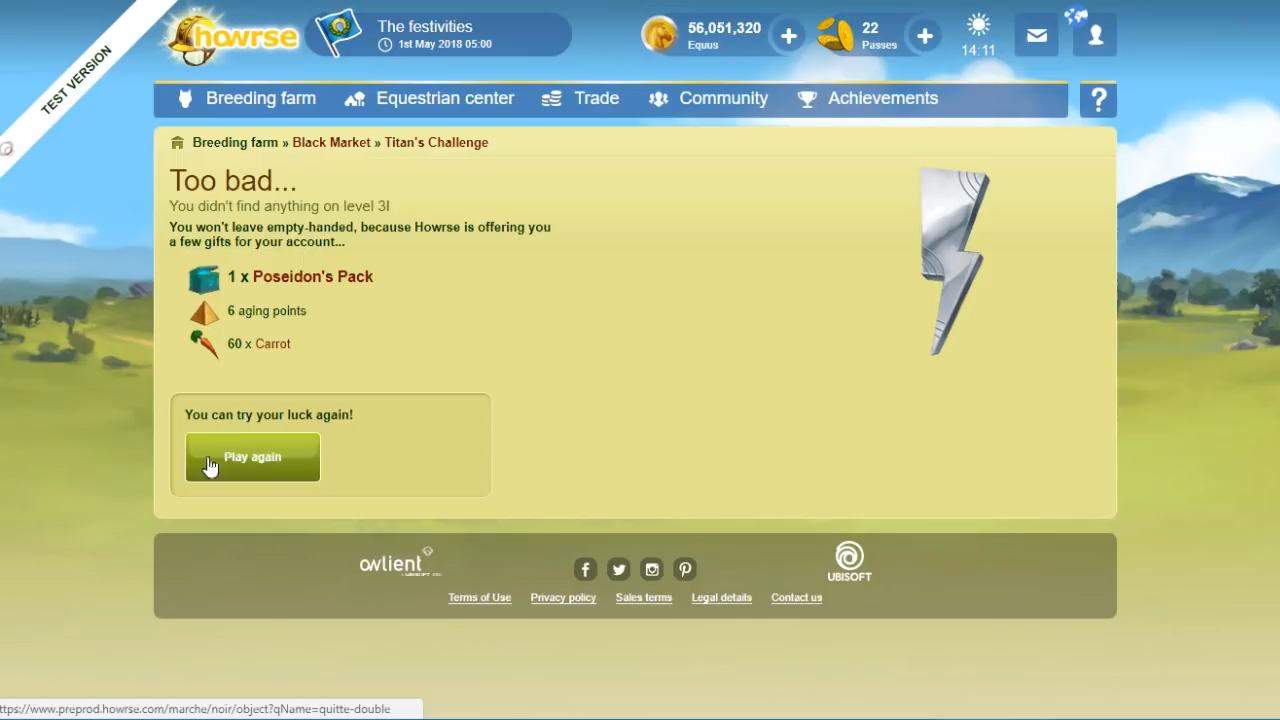 TEST VERSION
howrse
The festivities
1st May 2018 05:00
56,051,320
Equus
22
Passes
14:11
Breeding farm
Equestrian center
Trade
Community
Achievements
?
Breeding farm » Black Market » Titan's Challenge
Too bad...
You didn't find anything on level 3!
You won't leave empty-handed, because Howrse is offering you
a few gifts for your account...
1 x Poseidon's Pack
6 aging points
60 x Carrot
You can try your luck again!
Play again
owlient
UBISOFT
Terms of Use
Privacy policy
Sales terms
Legal details
Contact us
ttps://www.preprod.howrse.com/marche/noir/object?qName=quitte-double